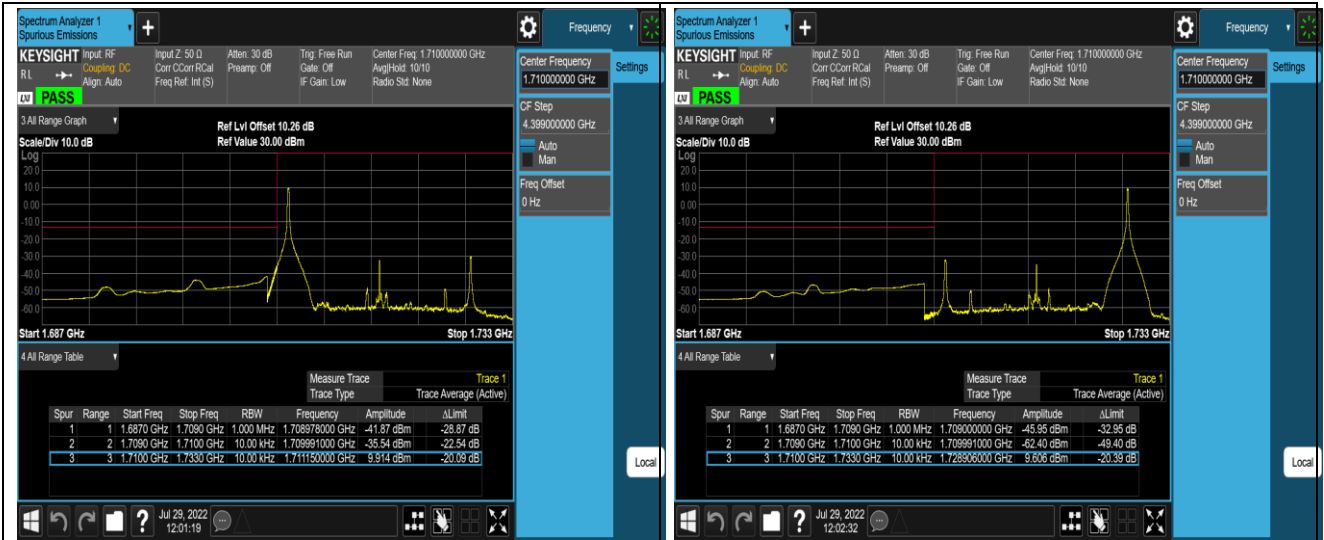 Spectrum Analyzer 1
Spurious Emissions
+
Frequency
KEYSIGHT
Input: RF
Coupling: DC
Align: Auto
Input Z: 50 Ω
Corr CCorr RCal
Freq Ref: Int (S)
Atten: 30 dB
Preamp: Off
Trig: Free Run
Gate: Off
IF Gain: Low
Center Freq: 1.710000000 GHz
Avg|Hold: 10/10
Radio Std: None
RL
LXI
PASS
Center Frequency
1.710000000 GHz
Settings
CF Step
4.399000000 GHz
Auto
Man
Freq Offset
0 Hz
3 All Range Graph
Ref Lvl Offset 10.26 dB
Scale/Div 10.0 dB
Ref Value 30.00 dBm
Log
20.0
10.0
0.00
-10.0
-20.0
-30.0
-40.0
-50.0
-60.0
Start 1.687 GHz
Stop 1.733 GHz
4 All Range Table
Measure Trace Trace 1
Trace Type Trace Average (Active)
Spur Range Start Freq Stop Freq RBW Frequency Amplitude ΔLimit
1 1 1.6870 GHz 1.7090 GHz 1.000 MHz 1.708978000 GHz -41.87 dBm -28.87 dB
2 2 1.7090 GHz 1.7100 GHz 10.00 kHz 1.709991000 GHz -35.54 dBm -22.54 dB
3 3 1.7100 GHz 1.7330 GHz 10.00 kHz 1.711150000 GHz 9.914 dBm -20.09 dB
Local
?
Jul 29, 2022
12:01:19
Spectrum Analyzer 1
Spurious Emissions
+
Frequency
KEYSIGHT
Input: RF
Coupling: DC
Align: Auto
Input Z: 50 Ω
Corr CCorr RCal
Freq Ref: Int (S)
Atten: 30 dB
Preamp: Off
Trig: Free Run
Gate: Off
IF Gain: Low
Center Freq: 1.710000000 GHz
Avg|Hold: 10/10
Radio Std: None
RL
LXI
PASS
Center Frequency
1.710000000 GHz
Settings
CF Step
4.399000000 GHz
Auto
Man
Freq Offset
0 Hz
3 All Range Graph
Ref Lvl Offset 10.26 dB
Scale/Div 10.0 dB
Ref Value 30.00 dBm
Log
20.0
10.0
0.00
-10.0
-20.0
-30.0
-40.0
-50.0
-60.0
Start 1.687 GHz
Stop 1.733 GHz
4 All Range Table
Measure Trace Trace 1
Trace Type Trace Average (Active)
Spur Range Start Freq Stop Freq RBW Frequency Amplitude ΔLimit
1 1 1.6870 GHz 1.7090 GHz 1.000 MHz 1.709000000 GHz -45.95 dBm -32.95 dB
2 2 1.7090 GHz 1.7100 GHz 10.00 kHz 1.709991000 GHz -62.40 dBm -49.40 dB
3 3 1.7100 GHz 1.7330 GHz 10.00 kHz 1.728906000 GHz 9.606 dBm -20.39 dB
Local
?
Jul 29, 2022
12:02:32